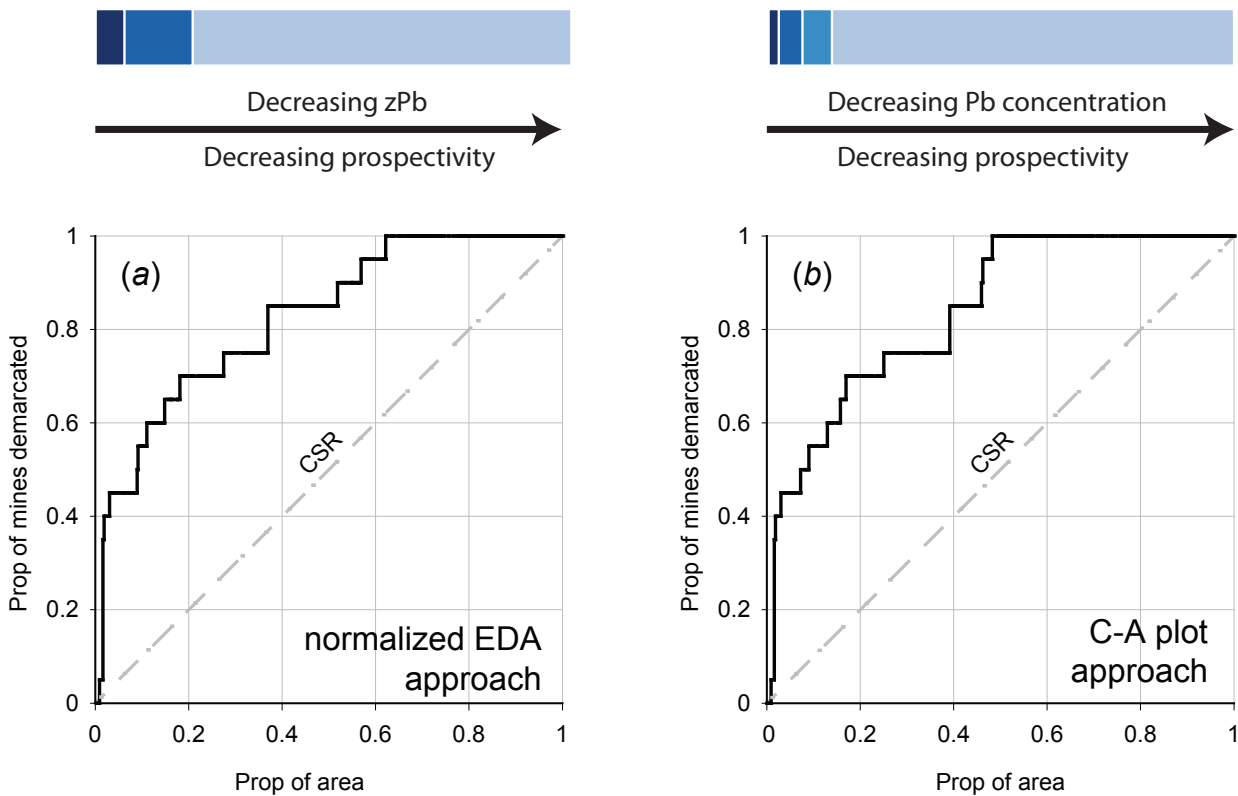 Decreasing zPb
Decreasing prospectivity
Decreasing Pb concentration
Decreasing prospectivity
(a)
1
0.8
0.6
0.4
0.2
0
Prop of mines demarcated
CSR
normalized EDA
approach
0 0.2 0.4 0.6 0.8 1
Prop of area
(b)
1
0.8
0.6
0.4
0.2
0
Prop of mines demarcated
CSR
C-A plot
approach
0 0.2 0.4 0.6 0.8 1
Prop of area